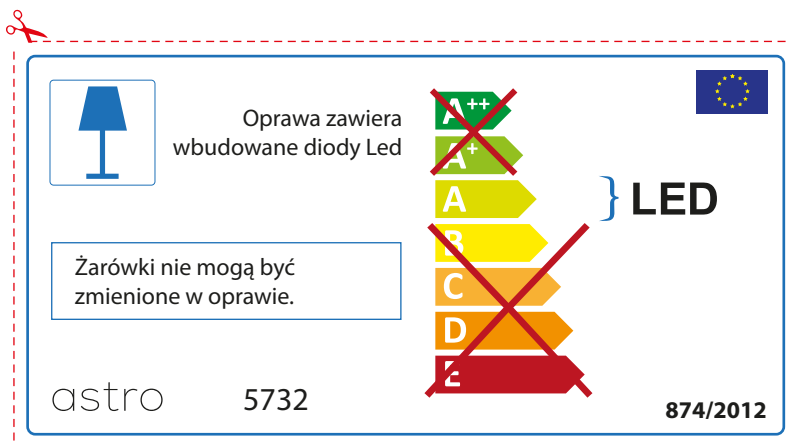 Oprawa zawiera
wbudowane diody Led
A++
A+
A
B
C
D
E
LED
Żarówki nie mogą być
zmienione w oprawie.
astro
5732
874/2012